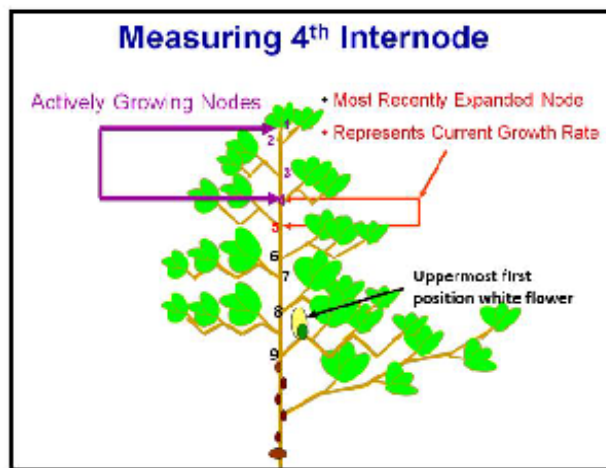 Measuring 4th Internode
Actively Growing Nodes
• Most Recently Expanded Node
• Represents Current Growth Rate
1
2
3
4
5
6
7
Uppermost first
position white flower
8
9